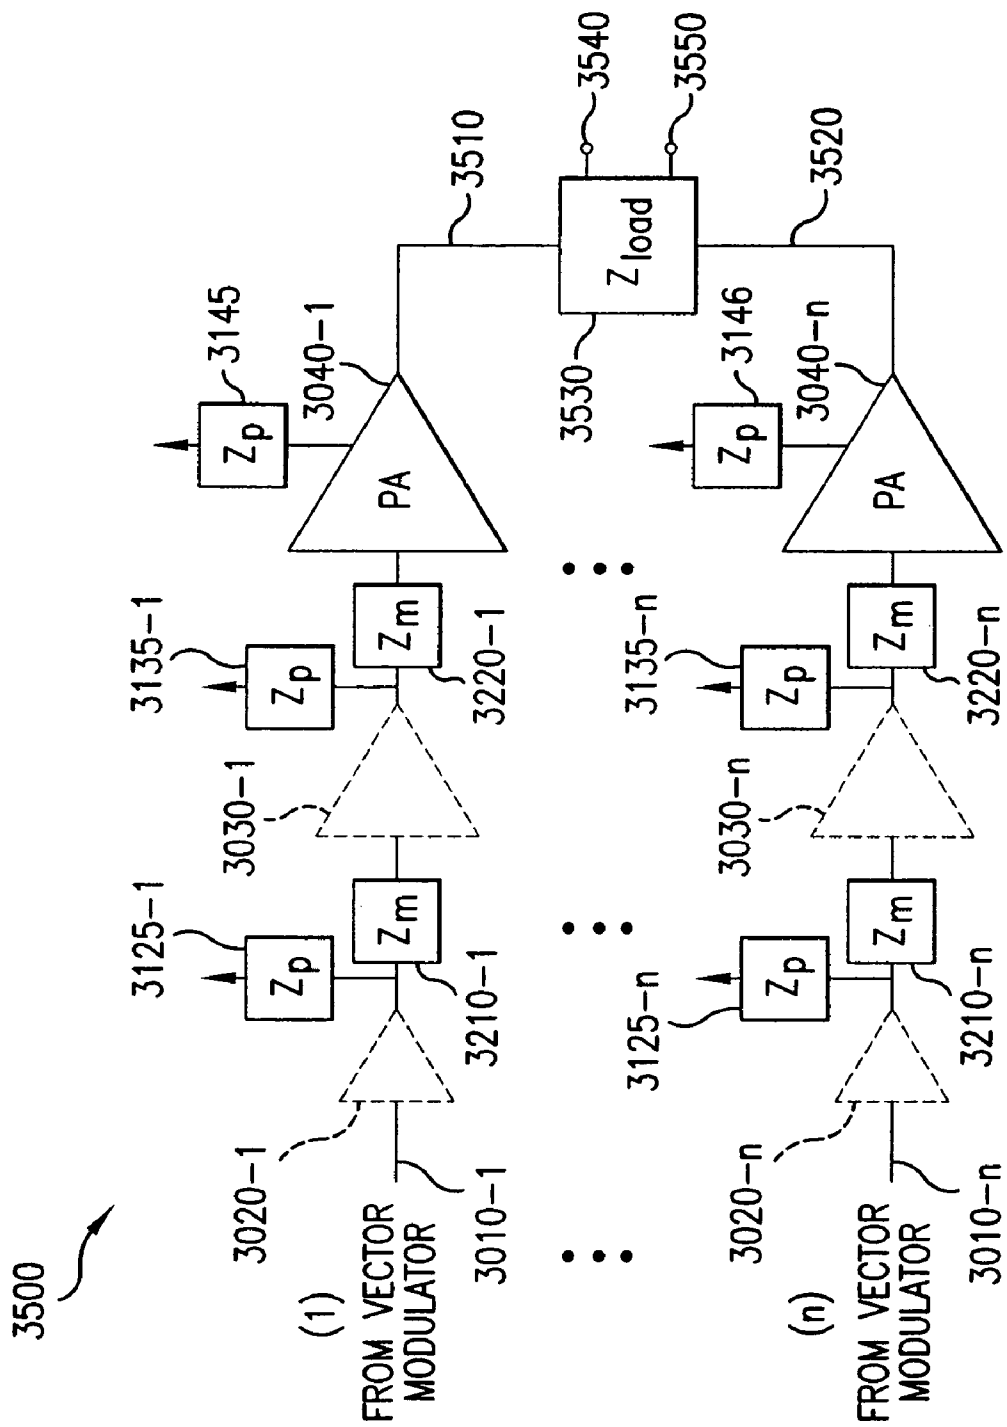 3500
(1)
FROM VECTOR
MODULATOR
3010-1
3020-1
3125-1
Zp
Zm
3210-1
3030-1
3135-1
Zp
Zm
3220-1
PA
3040-1
3145
Zp
3510
3530
Zload
3540
3550
3520
(n)
FROM VECTOR
MODULATOR
3010-n
3020-n
3125-n
Zp
Zm
3210-n
3030-n
3135-n
Zp
Zm
3220-n
PA
3040-n
3146
Zp